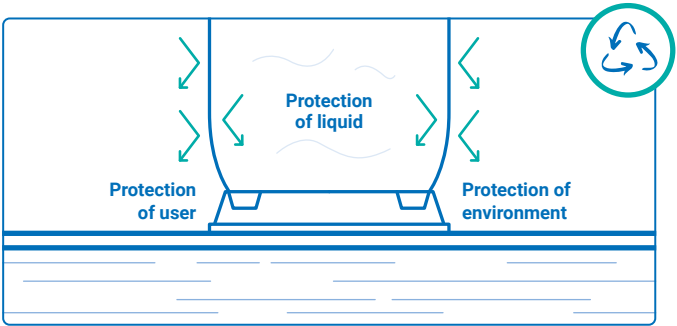 Protection
of liquid
Protection
of user
Protection of
environment